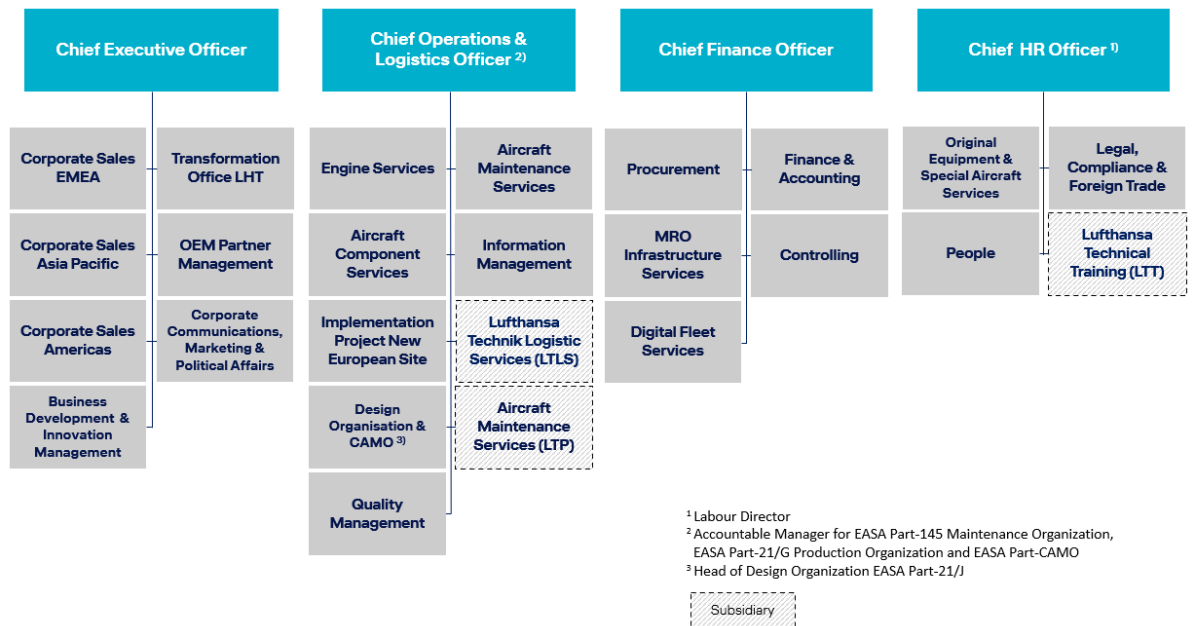 Chief Executive Officer
Chief Operations &
Logistics Officer ²⁾
Chief Finance Officer
Chief HR Officer ¹⁾
Corporate Sales
EMEA
Transformation
Office LHT
Corporate Sales
Asia Pacific
OEM Partner
Management
Corporate Sales
Americas
Corporate
Communications,
Marketing &
Political Affairs
Business
Development &
Innovation
Management
Engine Services
Aircraft
Maintenance
Services
Aircraft
Component
Services
Information
Management
Implementation
Project New
European Site
Lufthansa
Technik Logistic
Services (LTLS)
Design
Organisation &
CAMO ³⁾
Aircraft
Maintenance
Services (LTP)
Quality
Management
Procurement
Finance &
Accounting
MRO
Infrastructure
Services
Controlling
Digital Fleet
Services
Original
Equipment &
Special Aircraft
Services
Legal,
Compliance &
Foreign Trade
People
Lufthansa
Technical
Training (LTT)
¹ Labour Director
² Accountable Manager for EASA Part-145 Maintenance Organization,
EASA Part-21/G Production Organization and EASA Part-CAMO
³ Head of Design Organization EASA Part-21/J
Subsidiary